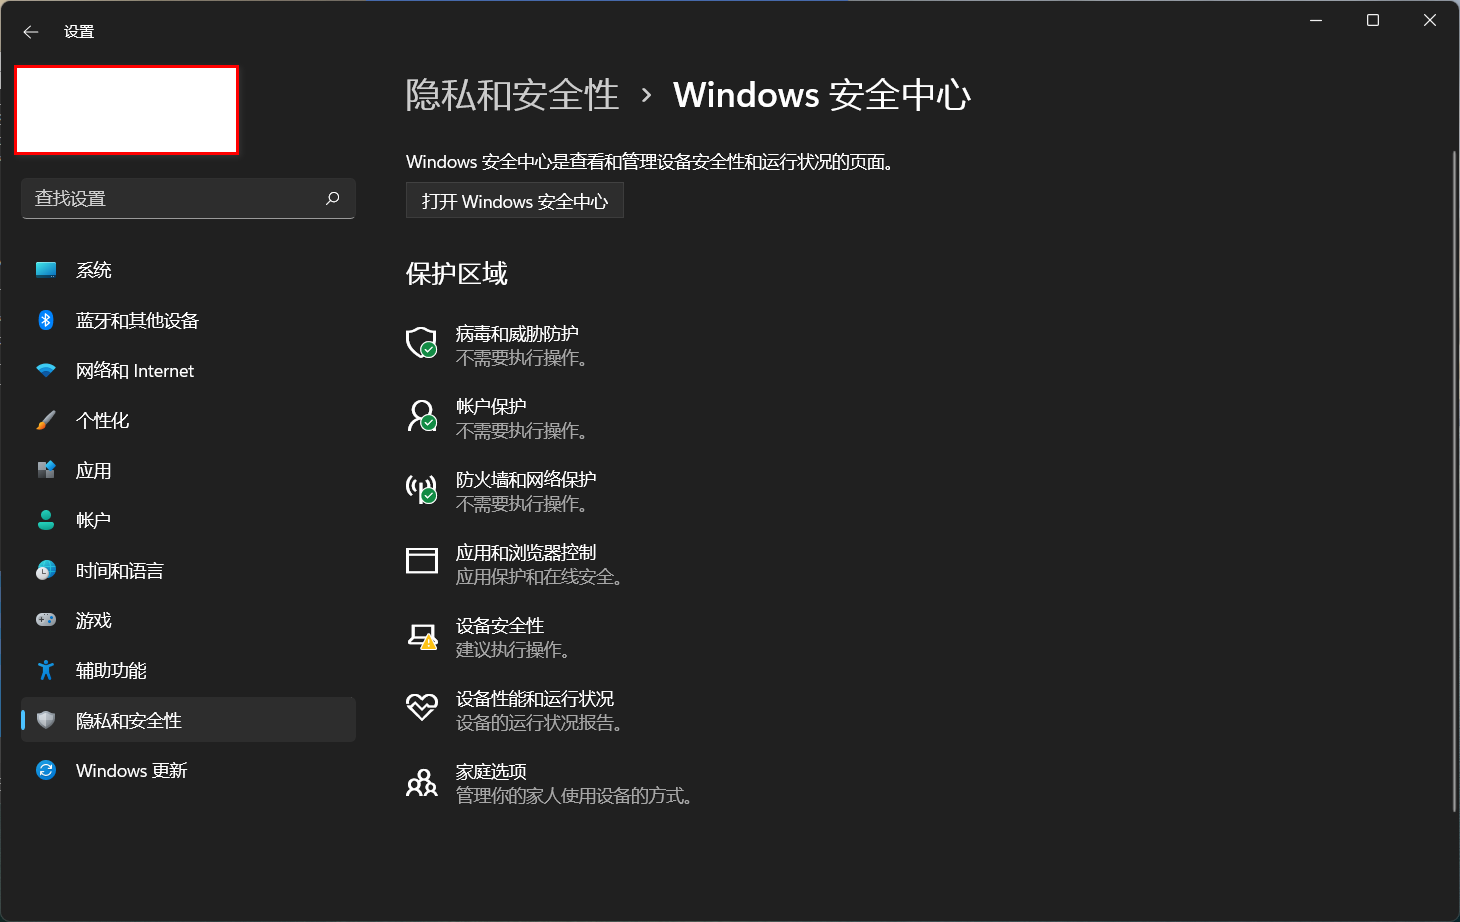 设置
查找设置
系统
蓝牙和其他设备
网络和 Internet
个性化
应用
帐户
时间和语言
游戏
辅助功能
隐私和安全性
Windows 更新
隐私和安全性 › Windows 安全中心
Windows 安全中心是查看和管理设备安全性和运行状况的页面。
打开 Windows 安全中心
保护区域
病毒和威胁防护
不需要执行操作。
帐户保护
不需要执行操作。
防火墙和网络保护
不需要执行操作。
应用和浏览器控制
应用保护和在线安全。
设备安全性
建议执行操作。
设备性能和运行状况
设备的运行状况报告。
家庭选项
管理你的家人使用设备的方式。